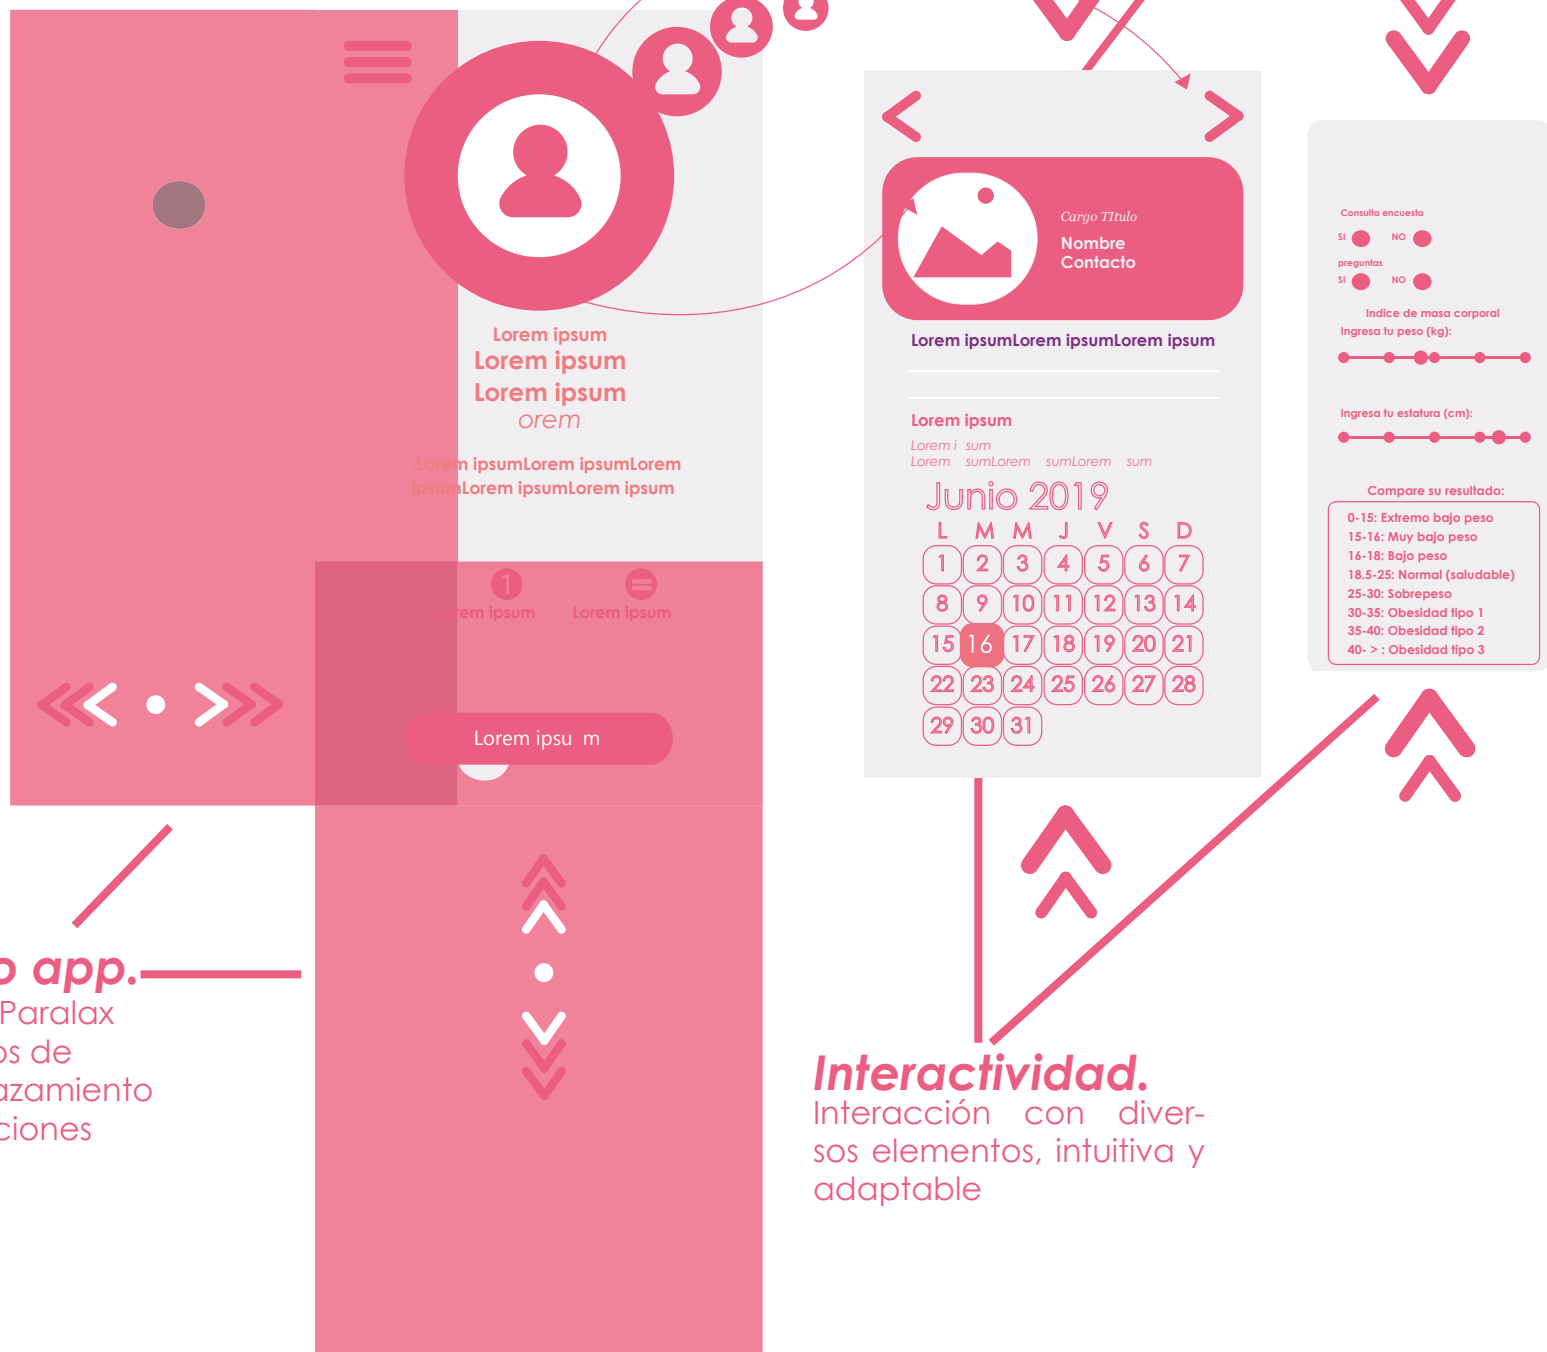 Lorem ipsum
Lorem ipsum
Lorem ipsum
orem
.Lorem ipsumLorem ipsumLorem
ipsumLorem ipsumLorem ipsum
1
=
em ipsum
Lorem ipsum
Lorem ipsu m
o app.
Paralax
os de
azamiento
ciones
Cargo TItulo
Nombre
Contacto
Lorem ipsumLorem ipsumLorem ipsum
Lorem ipsum
Lorem i sum
Lorem sumLorem sumLorem sum
Junio 2019
L M M J V S D
1 2 3 4 5 6 7
8 9 10 11 12 13 14
15 16 17 18 19 20 21
22 23 24 25 26 27 28
29 30 31
Interactividad.
Interacción con diver-
sos elementos, intuitiva y
adaptable
Consulta encuesta
SI NO
preguntas
SI NO
Indice de masa corporal
Ingresa tu peso (kg):
Ingresa tu estatura (cm):
Compare su resultado:
0-15: Extremo bajo peso
15-16: Muy bajo peso
16-18: Bajo peso
18.5-25: Normal (saludable)
25-30: Sobrepeso
30-35: Obesidad tipo 1
35-40: Obesidad tipo 2
40- > : Obesidad tipo 3